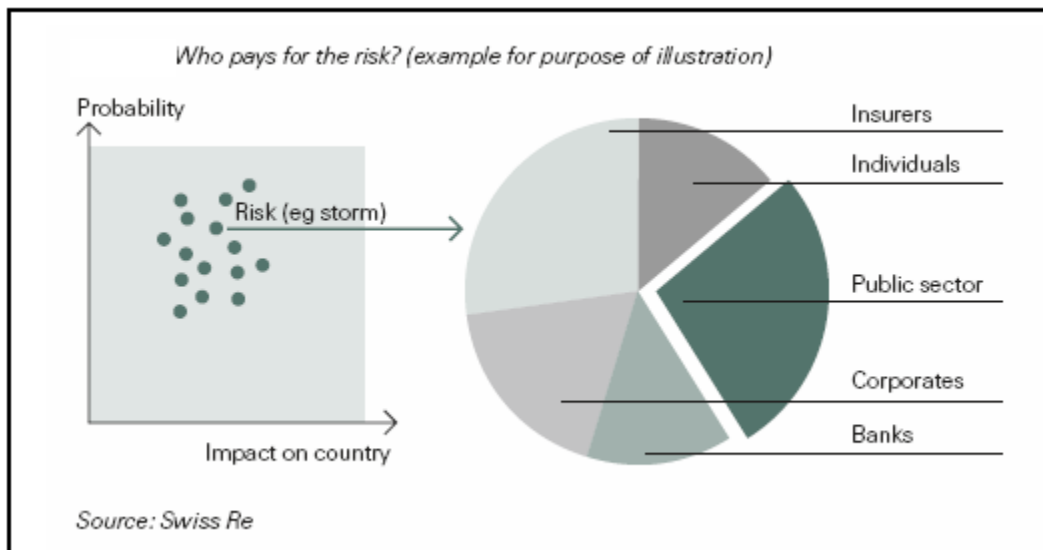 Who pays for the risk? (example for purpose of illustration)
Probability
Risk (eg storm)
Impact on country
Insurers
Individuals
Public sector
Corporates
Banks
Source: Swiss Re